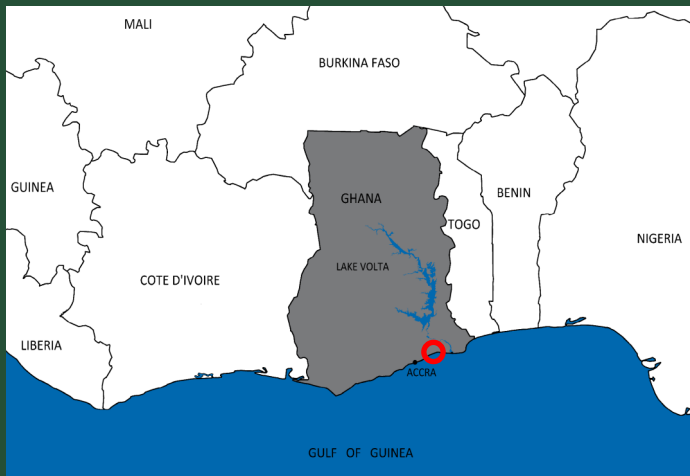 MALI
BURKINA FASO
GUINEA
GHANA
BENIN
TOGO
NIGERIA
LAKE VOLTA
COTE D'IVOIRE
LIBERIA
ACCRA
GULF OF GUINEA